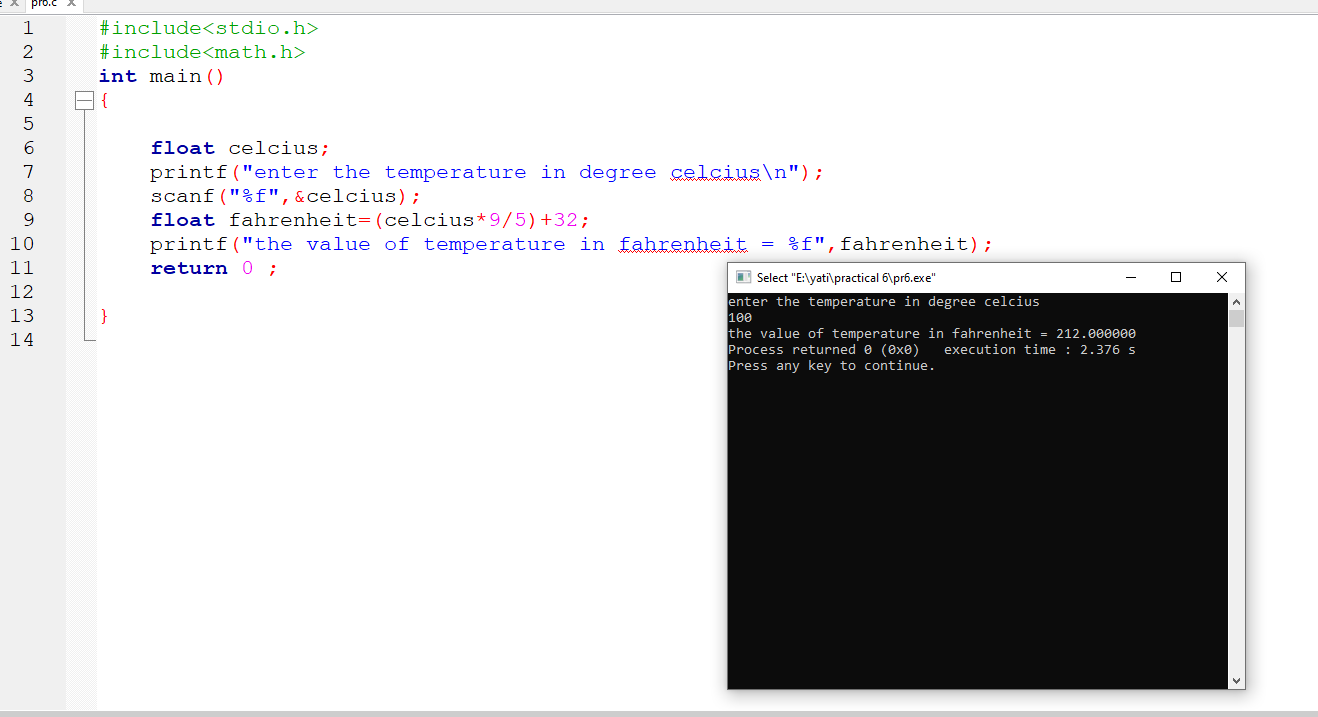 pr6.c
1 #include<stdio.h>
2 #include<math.h>
3 int main()
4 {
5
6 float celcius;
7 printf("enter the temperature in degree celcius\n");
8 scanf("%f",&celcius);
9 float fahrenheit=(celcius*9/5)+32;
10 printf("the value of temperature in fahrenheit = %f",fahrenheit);
11 return 0 ;
12
13 }
14
Select "E:\yati\practical 6\pr6.exe"
enter the temperature in degree celcius
100
the value of temperature in fahrenheit = 212.000000
Process returned 0 (0x0)   execution time : 2.376 s
Press any key to continue.